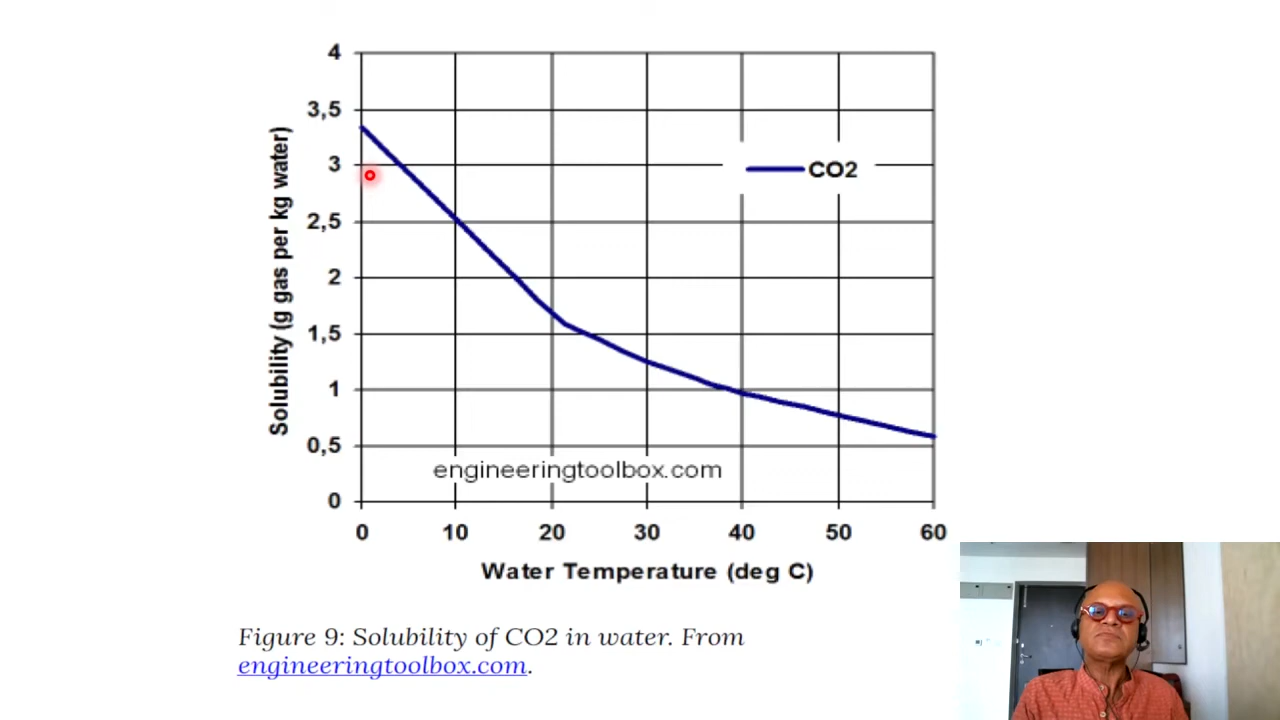 4
3,5
3
2,5
2
1,5
1
0,5
0
Solubility (g gas per kg water)
CO2
engineeringtoolbox.com
0 10 20 30 40 50 60
Water Temperature (deg C)
Figure 9: Solubility of CO2 in water. From
engineeringtoolbox.com.